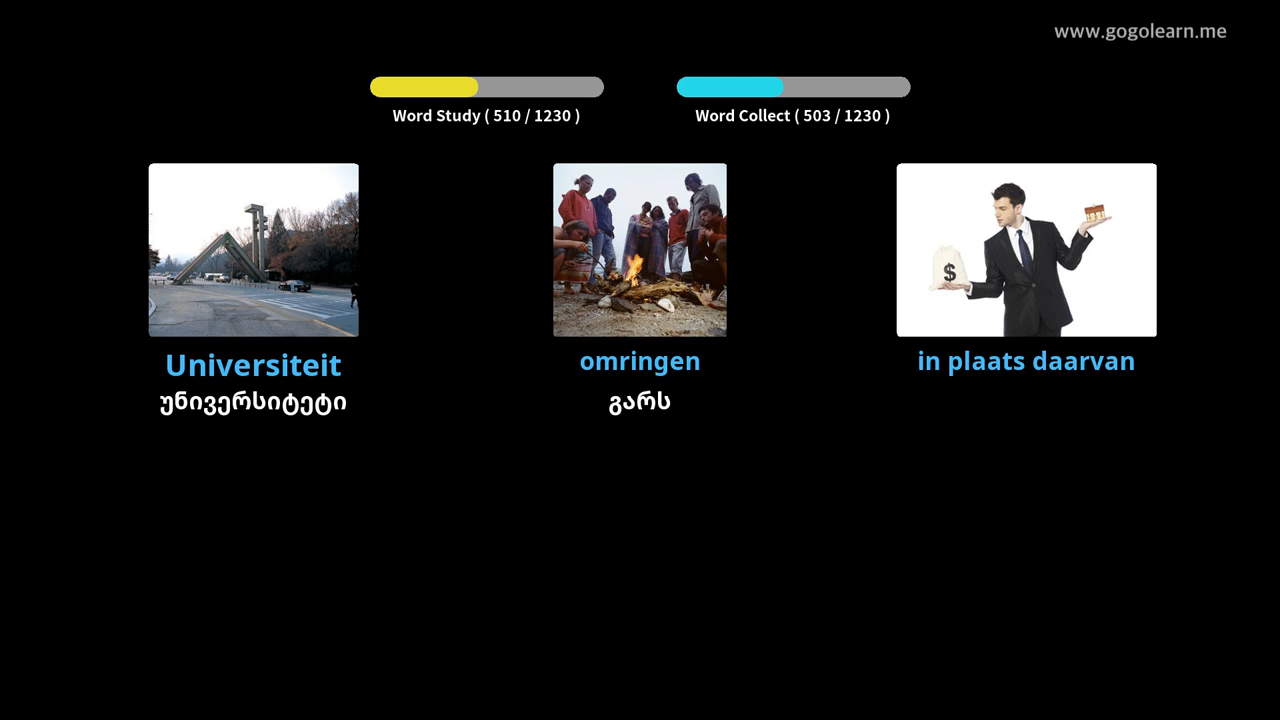 www.gogolearn.me
Word Study ( 510 / 1230 )
Word Collect ( 503 / 1230 )
$
Universiteit
უნივერსიტეტი
omringen
გარს
in plaats daarvan